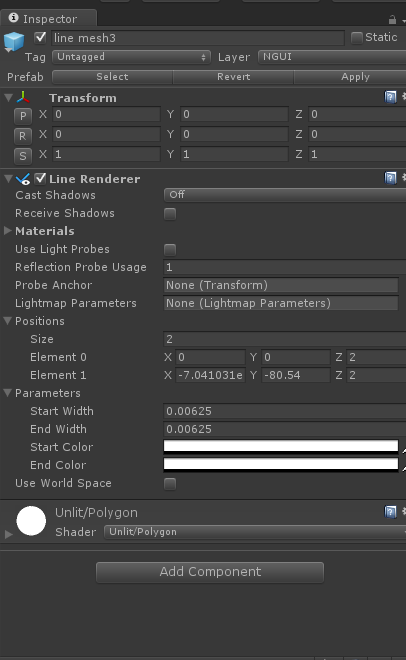 Inspector
line mesh3 Static
Tag Untagged Layer NGUI
Prefab Select Revert Apply
Transform
P X 0 Y 0 Z 0
R X 0 Y 0 Z 0
S X 1 Y 1 Z 1
Line Renderer
Cast Shadows Off
Receive Shadows
Materials
Use Light Probes
Reflection Probe Usage 1
Probe Anchor None (Transform)
Lightmap Parameters None (Lightmap Parameters)
Positions
Size 2
Element 0 X 0 Y 0 Z 2
Element 1 X -7.041031e Y -80.54 Z 2
Parameters
Start Width 0.00625
End Width 0.00625
Start Color
End Color
Use World Space
Unlit/Polygon
Shader Unlit/Polygon
Add Component